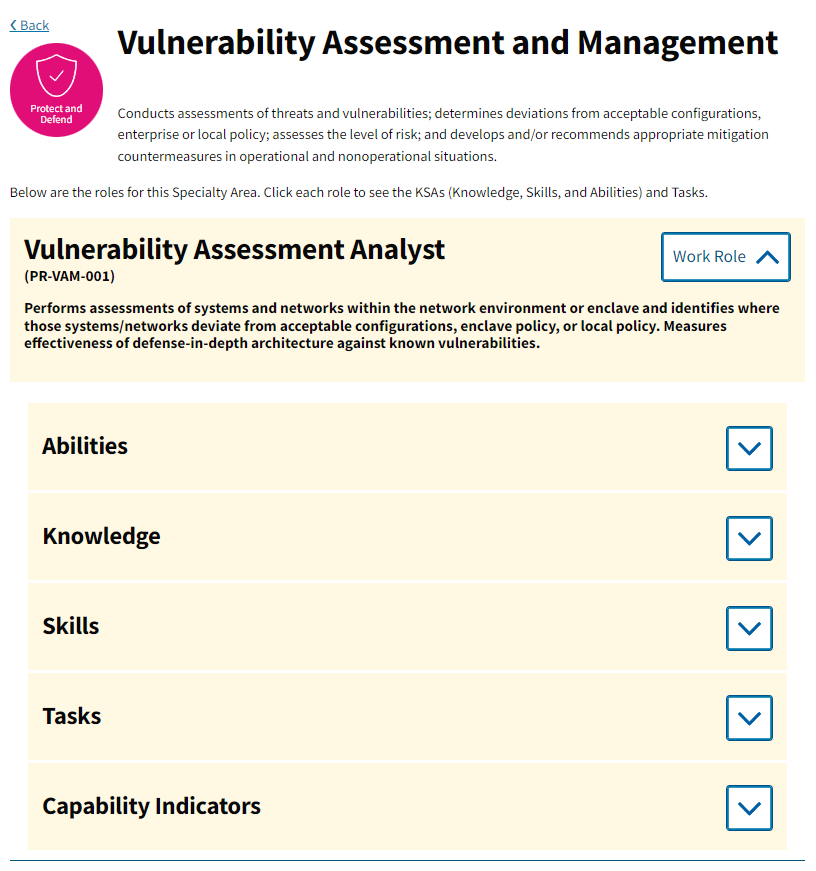 Back
Vulnerability Assessment and Management
Protect and
Defend
Conducts assessments of threats and vulnerabilities; determines deviations from acceptable configurations,
enterprise or local policy; assesses the level of risk; and develops and/or recommends appropriate mitigation
countermeasures in operational and nonoperational situations.
Below are the roles for this Specialty Area. Click each role to see the KSAs (Knowledge, Skills, and Abilities) and Tasks.
Vulnerability Assessment Analyst
Work Role
(PR-VAM-001)
Performs assessments of systems and networks within the network environment or enclave and identifies where
those systems/networks deviate from acceptable configurations, enclave policy, or local policy. Measures
effectiveness of defense-in-depth architecture against known vulnerabilities.
Abilities
Knowledge
Skills
Tasks
Capability Indicators